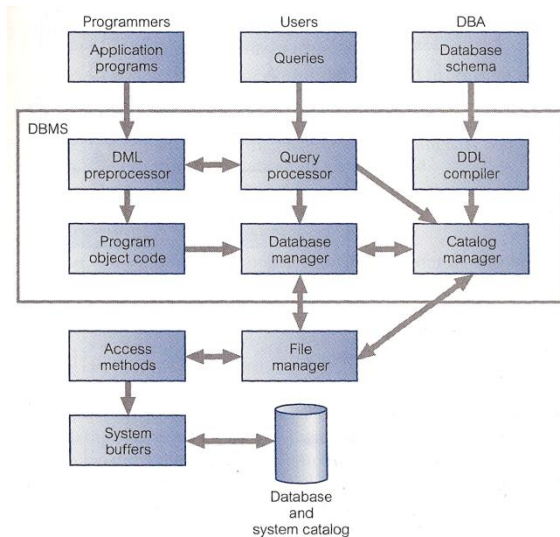 Programmers
Users
DBA
Application
programs
Queries
Database
schema
DBMS
DML
preprocessor
Query
processor
DDL
compiler
Program
object code
Database
manager
Catalog
manager
Access
methods
File
manager
System
buffers
Database
and
system catalog